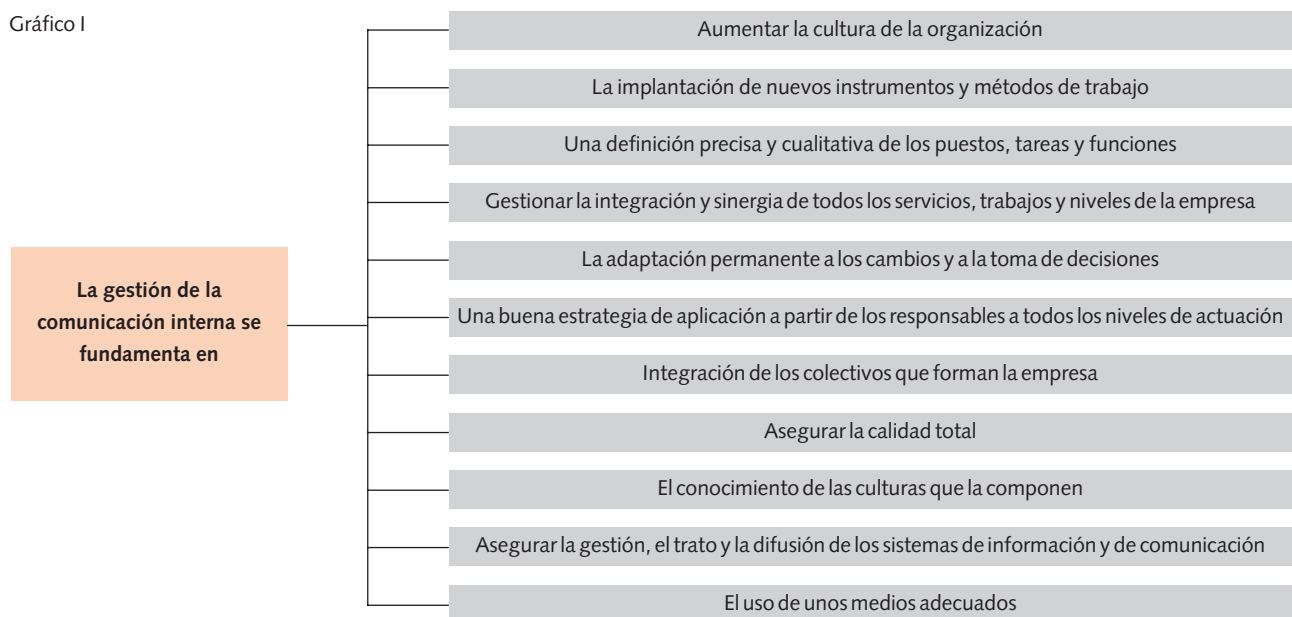 Gráfico I
Aumentar la cultura de la organización
La implantación de nuevos instrumentos y métodos de trabajo
Una definición precisa y cualitativa de los puestos, tareas y funciones
Gestionar la integración y sinergia de todos los servicios, trabajos y niveles de la empresa
La adaptación permanente a los cambios y a la toma de decisiones
La gestión de la
comunicación interna se
fundamenta en
Una buena estrategia de aplicación a partir de los responsables a todos los niveles de actuación
Integración de los colectivos que forman la empresa
Asegurar la calidad total
El conocimiento de las culturas que la componen
Asegurar la gestión, el trato y la difusión de los sistemas de información y de comunicación
El uso de unos medios adecuados